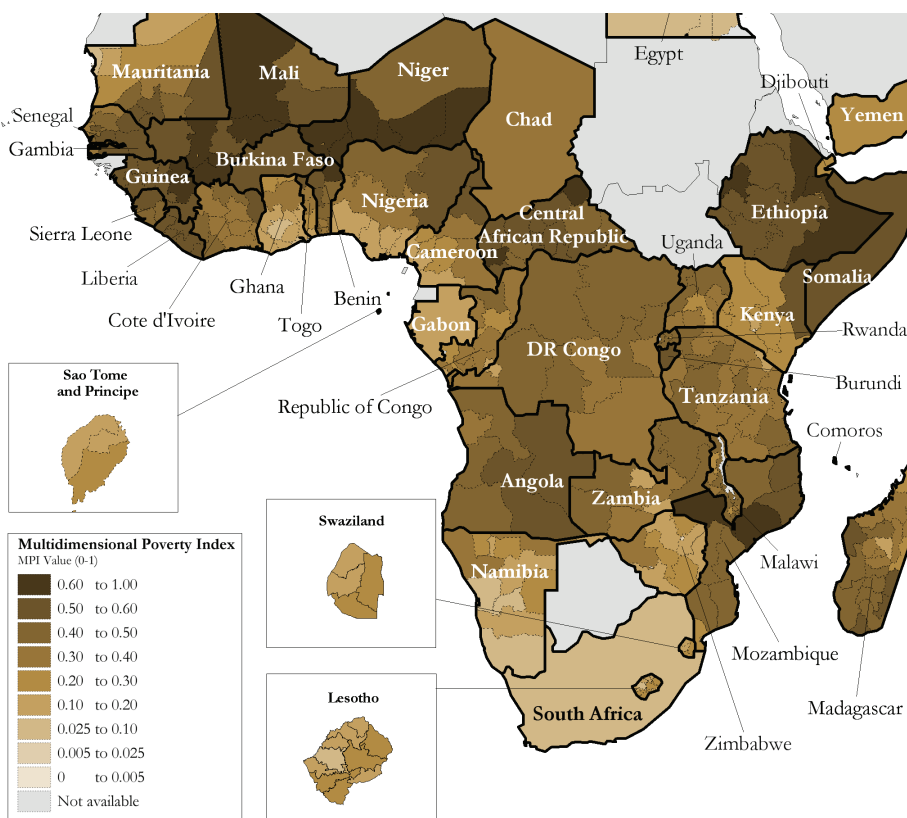 Egypt
Mauritania
Mali
Niger
Djibouti
Senegal
Chad
Yemen
Gambia
Burkina Faso
Guinea
Nigeria
Central
African Republic
Ethiopia
Sierra Leone
Cameroon
Uganda
Somalia
Liberia
Ghana
Benin
Kenya
Cote d'Ivoire
Togo
Gabon
Rwanda
DR Congo
Sao Tome
and Principe
Burundi
Republic of Congo
Tanzania
Comoros
Angola
Zambia
Swaziland
Multidimensional Poverty Index
MPI Value (0-1)
0.60 to 1.00
0.50 to 0.60
0.40 to 0.50
0.30 to 0.40
0.20 to 0.30
0.10 to 0.20
0.025 to 0.10
0.005 to 0.025
0 to 0.005
Not available
Namibia
Malawi
Mozambique
Lesotho
Madagascar
South Africa
Zimbabwe